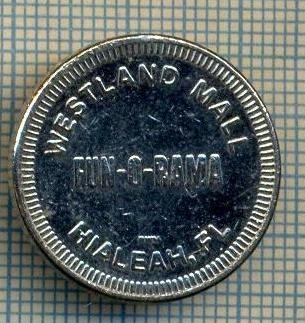 WESTLAND MALL
FUN-O-RAMA
HIALEAH, FL